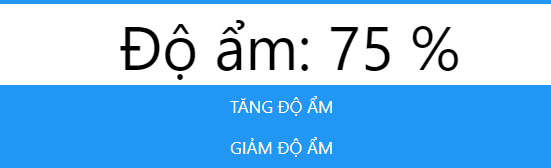 Độ ẩm: 75 %
TĂNG ĐỘ ẨM
GIẢM ĐỘ ẨM